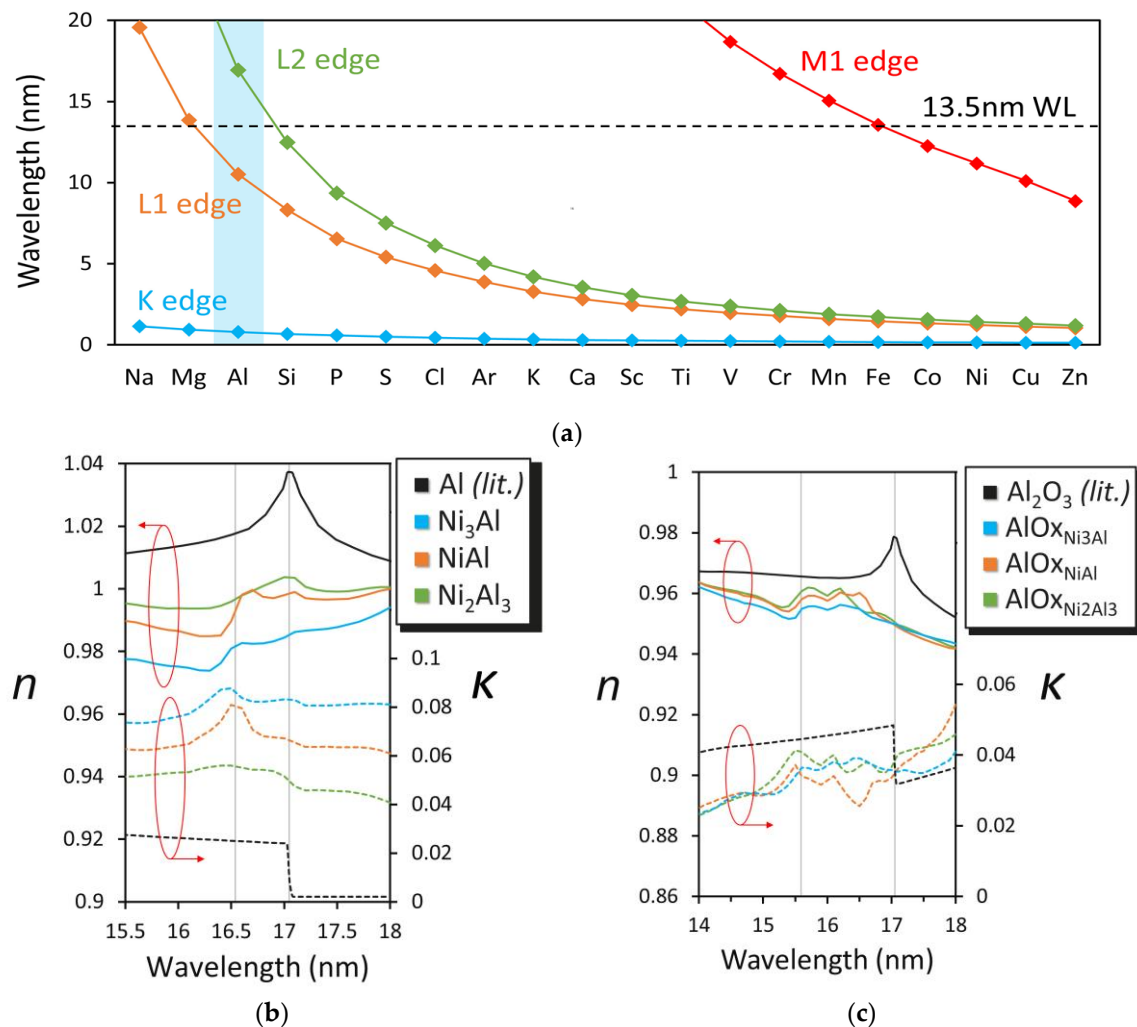 20
15
10
5
0
Wavelength (nm)
L2 edge
L1 edge
K edge
M1 edge
13.5nm WL
Na Mg Al Si P S Cl Ar K Ca Sc Ti V Cr Mn Fe Co Ni Cu Zn
(a)
1.04
1.02
1
0.98
0.96
0.94
0.92
0.9
n
Al (lit.)
Ni3Al
NiAl
Ni2Al3
0.1
0.08
0.06
0.04
0.02
0
κ
15.5 16 16.5 17 17.5 18
Wavelength (nm)
(b)
1
0.98
0.96
0.94
0.92
0.9
0.88
0.86
n
Al2O3 (lit.)
AlOxNi3Al
AlOxNiAl
AlOxNi2Al3
0.06
0.04
0.02
0
κ
14 15 16 17 18
Wavelength (nm)
(c)